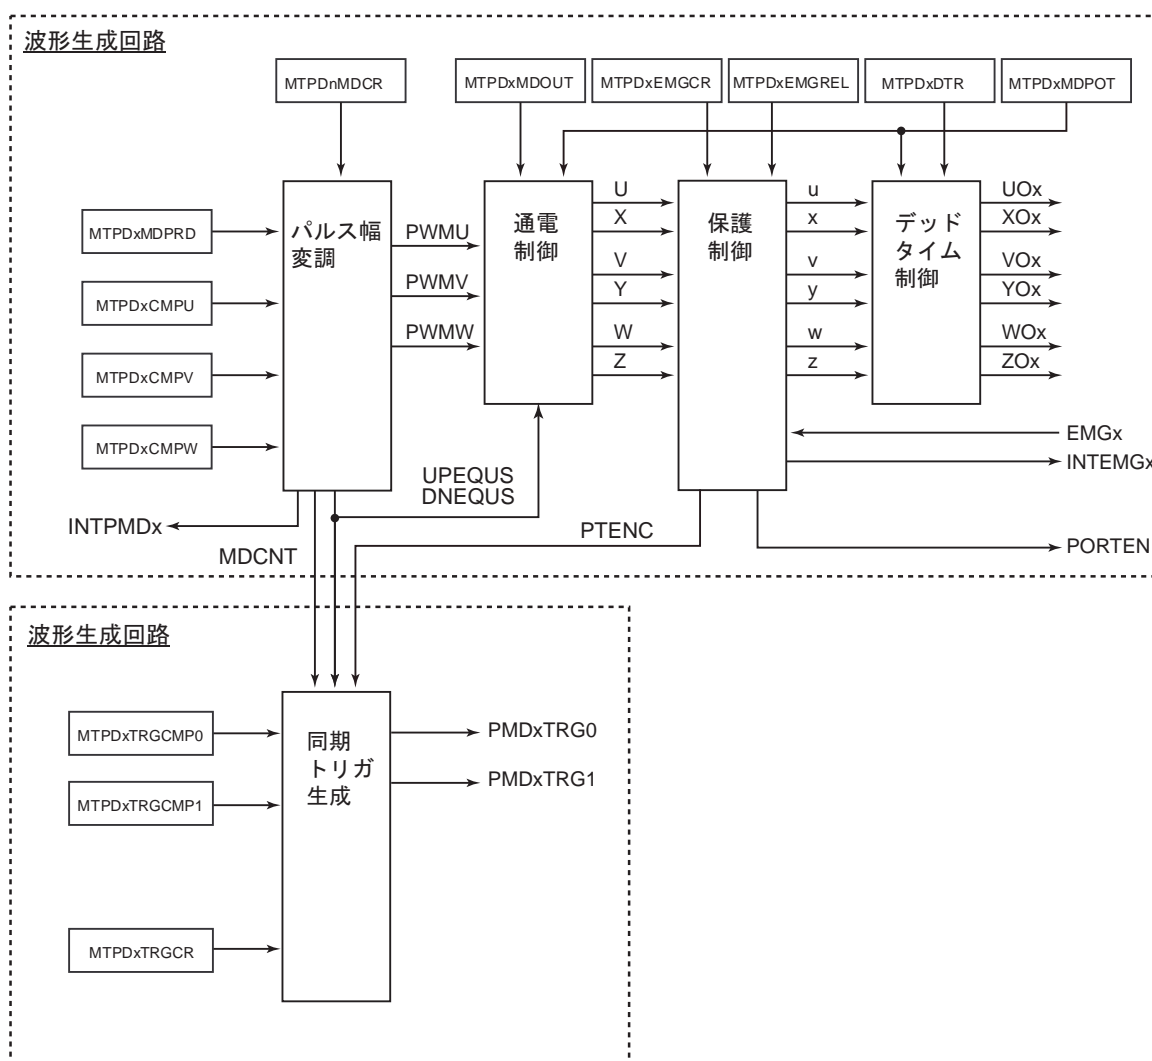 波形生成回路
MTPDnMDCR
MTPDxMDOUT
MTPDxEMGCR
MTPDxEMGREL
MTPDxDTR
MTPDxMDPOT
MTPDxMDPRD
MTPDxCMPU
MTPDxCMPV
MTPDxCMPW
パルス幅
変調
PWMU
PWMV
PWMW
通電
制御
U
X
V
Y
W
Z
保護
制御
u
x
v
y
w
z
デッド
タイム
制御
UOx
XOx
VOx
YOx
WOx
ZOx
EMGx
INTEMGx
UPEQUS
DNEQUS
INTPMDx
MDCNT
PTENC
PORTEN
波形生成回路
MTPDxTRGCMP0
MTPDxTRGCMP1
MTPDxTRGCR
同期
トリガ
生成
PMDxTRG0
PMDxTRG1